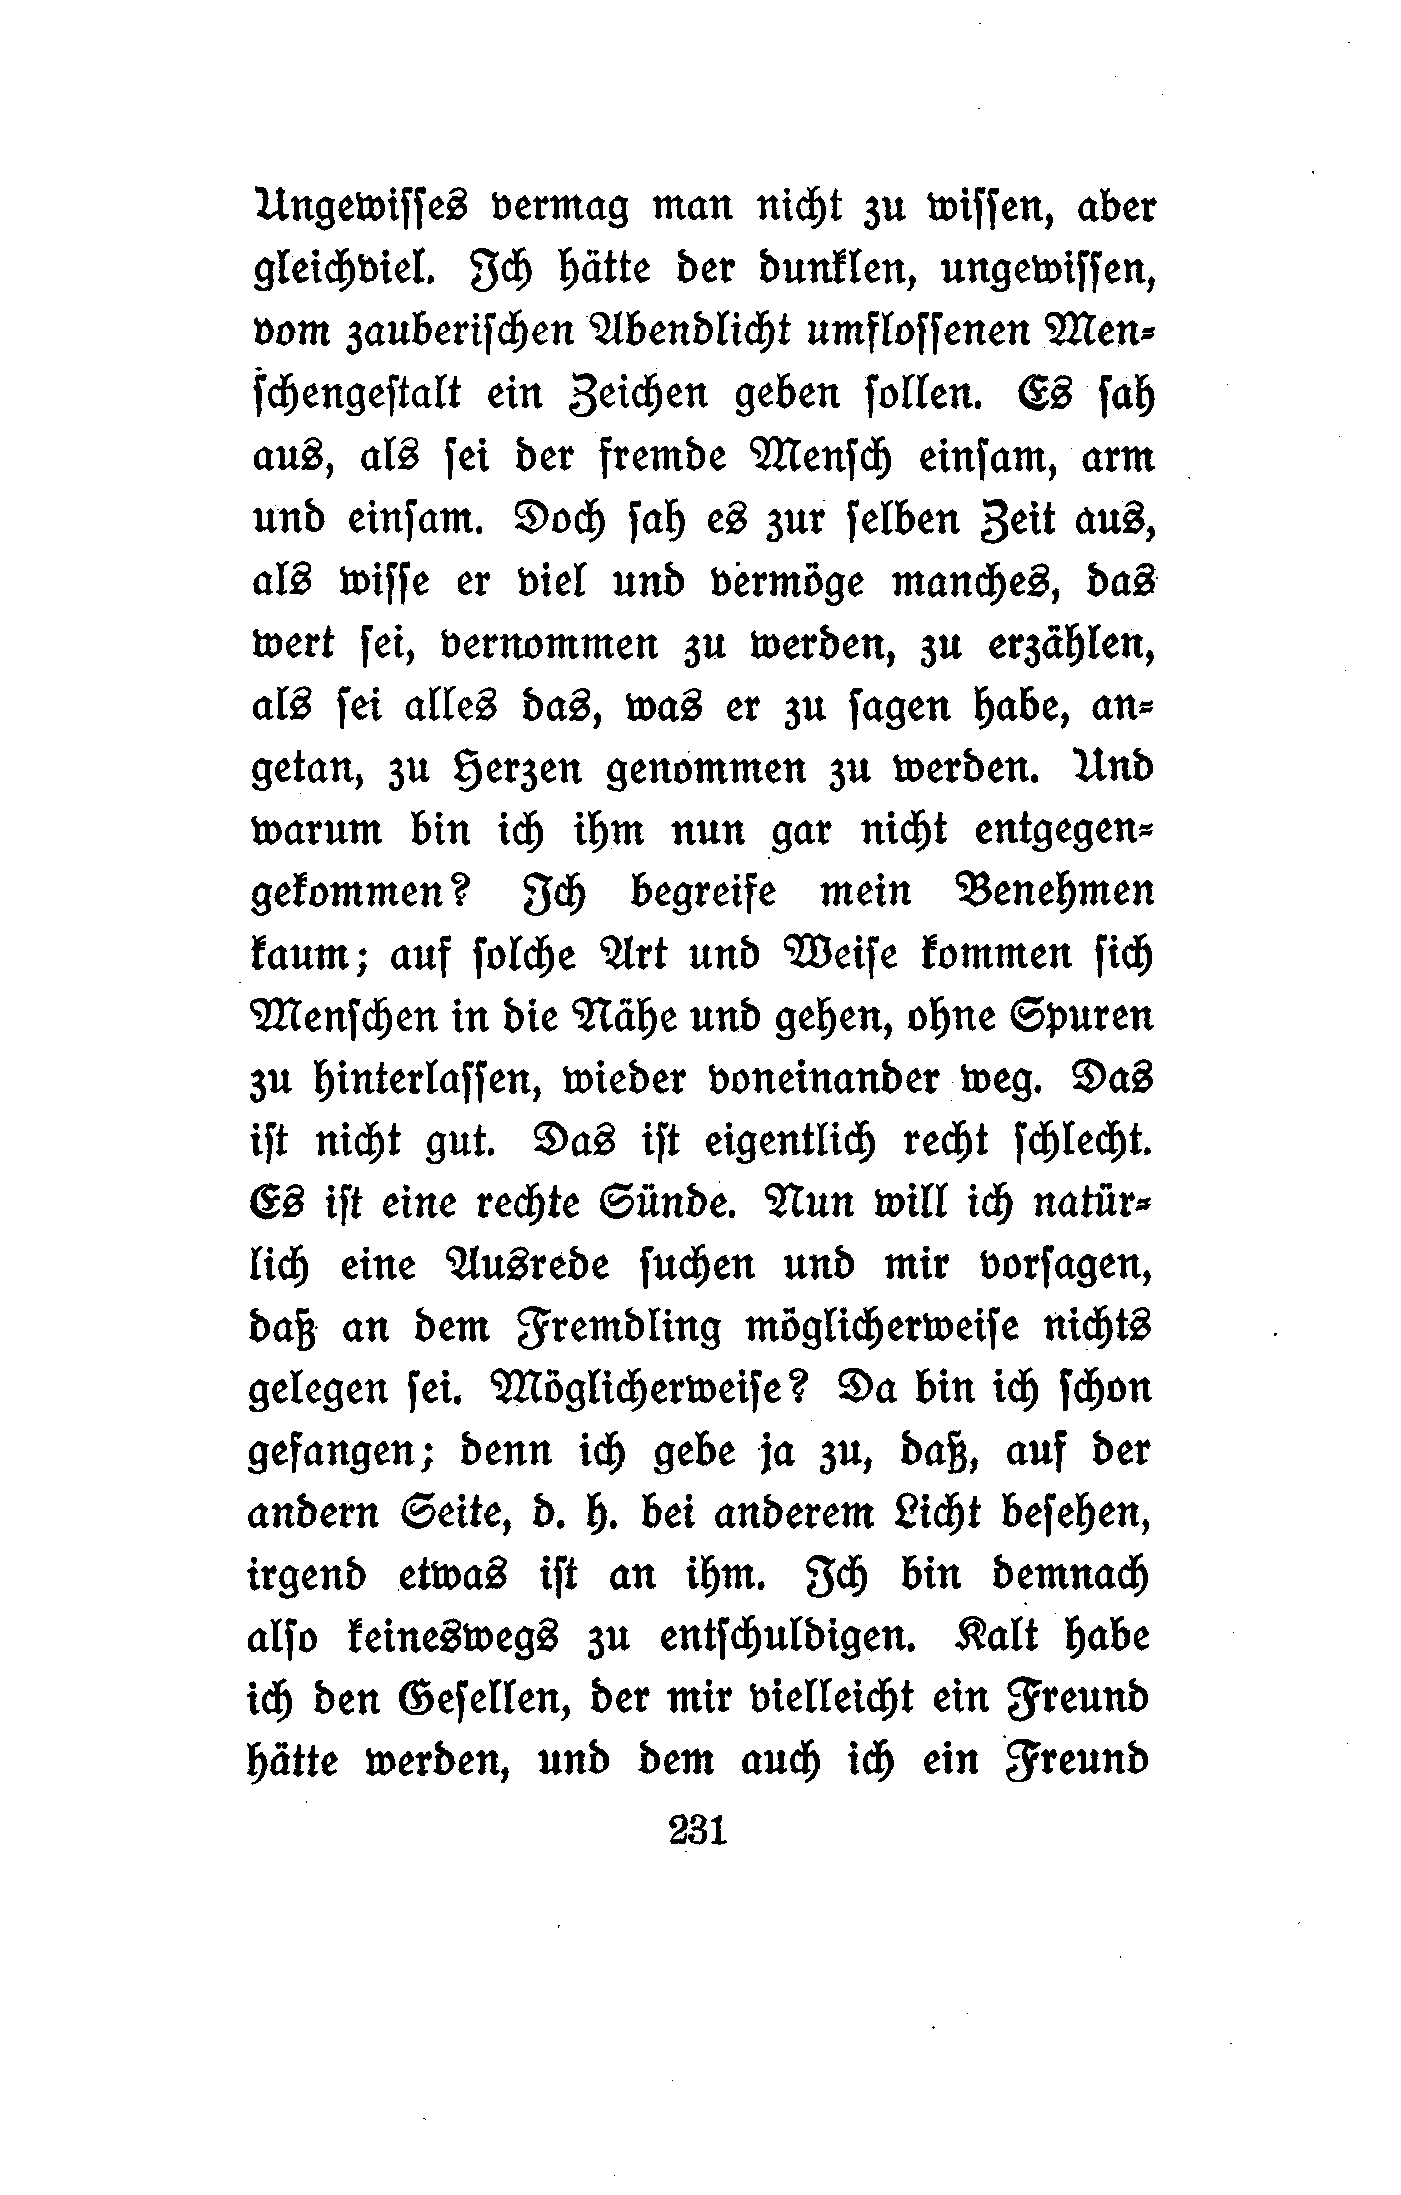 Ungewisses vermag man nicht zu wissen, aber
gleichviel. Ich hätte der dunklen, ungewissen,
vom zauberischen Abendlicht umflossenen Men-
schengestalt ein Zeichen geben sollen. Es sah
aus, als sei der fremde Mensch einsam, arm
und einsam. Doch sah es zur selben Zeit aus,
als wisse er viel und vermöge manches, das
wert sei, vernommen zu werden, zu erzählen,
als sei alles das, was er zu sagen habe, an-
getan, zu Herzen genommen zu werden. Und
warum bin ich ihm nun gar nicht entgegen-
gekommen? Ich begreife mein Benehmen
kaum; auf solche Art und Weise kommen sich
Menschen in die Nähe und gehen, ohne Spuren
zu hinterlassen, wieder voneinander weg. Das
ist nicht gut. Das ist eigentlich recht schlecht.
Es ist eine rechte Sünde. Nun will ich natür-
lich eine Ausrede suchen und mir vorsagen,
daß an dem Fremdling möglicherweise nichts
gelegen sei. Möglicherweise? Da bin ich schon
gefangen; denn ich gebe ja zu, daß, auf der
andern Seite, d. h. bei anderem Licht besehen,
irgend etwas ist an ihm. Ich bin demnach
also keineswegs zu entschuldigen. Kalt habe
ich den Gesellen, der mir vielleicht ein Freund
hätte werden, und dem auch ich ein Freund
231